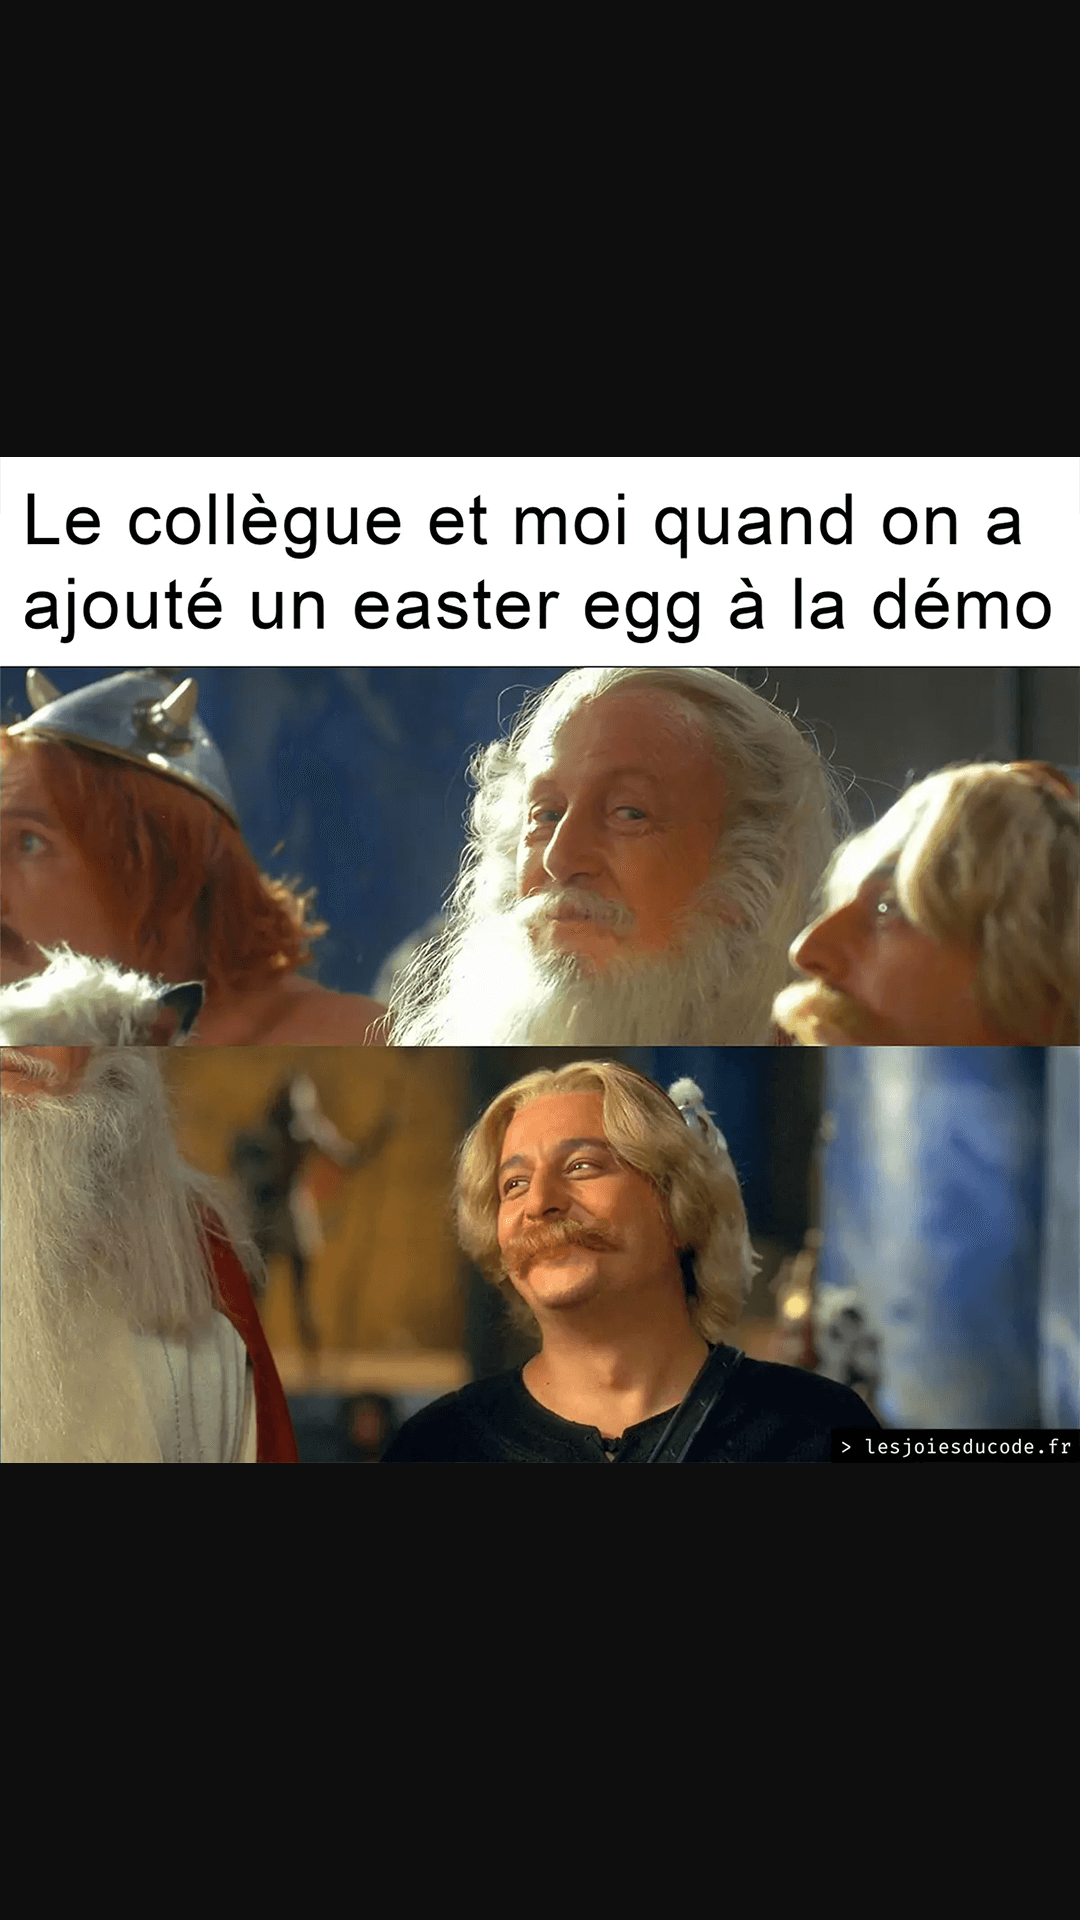 Le collègue et moi quand on a
ajouté un easter egg à la démo
> lesjoiesducode.fr